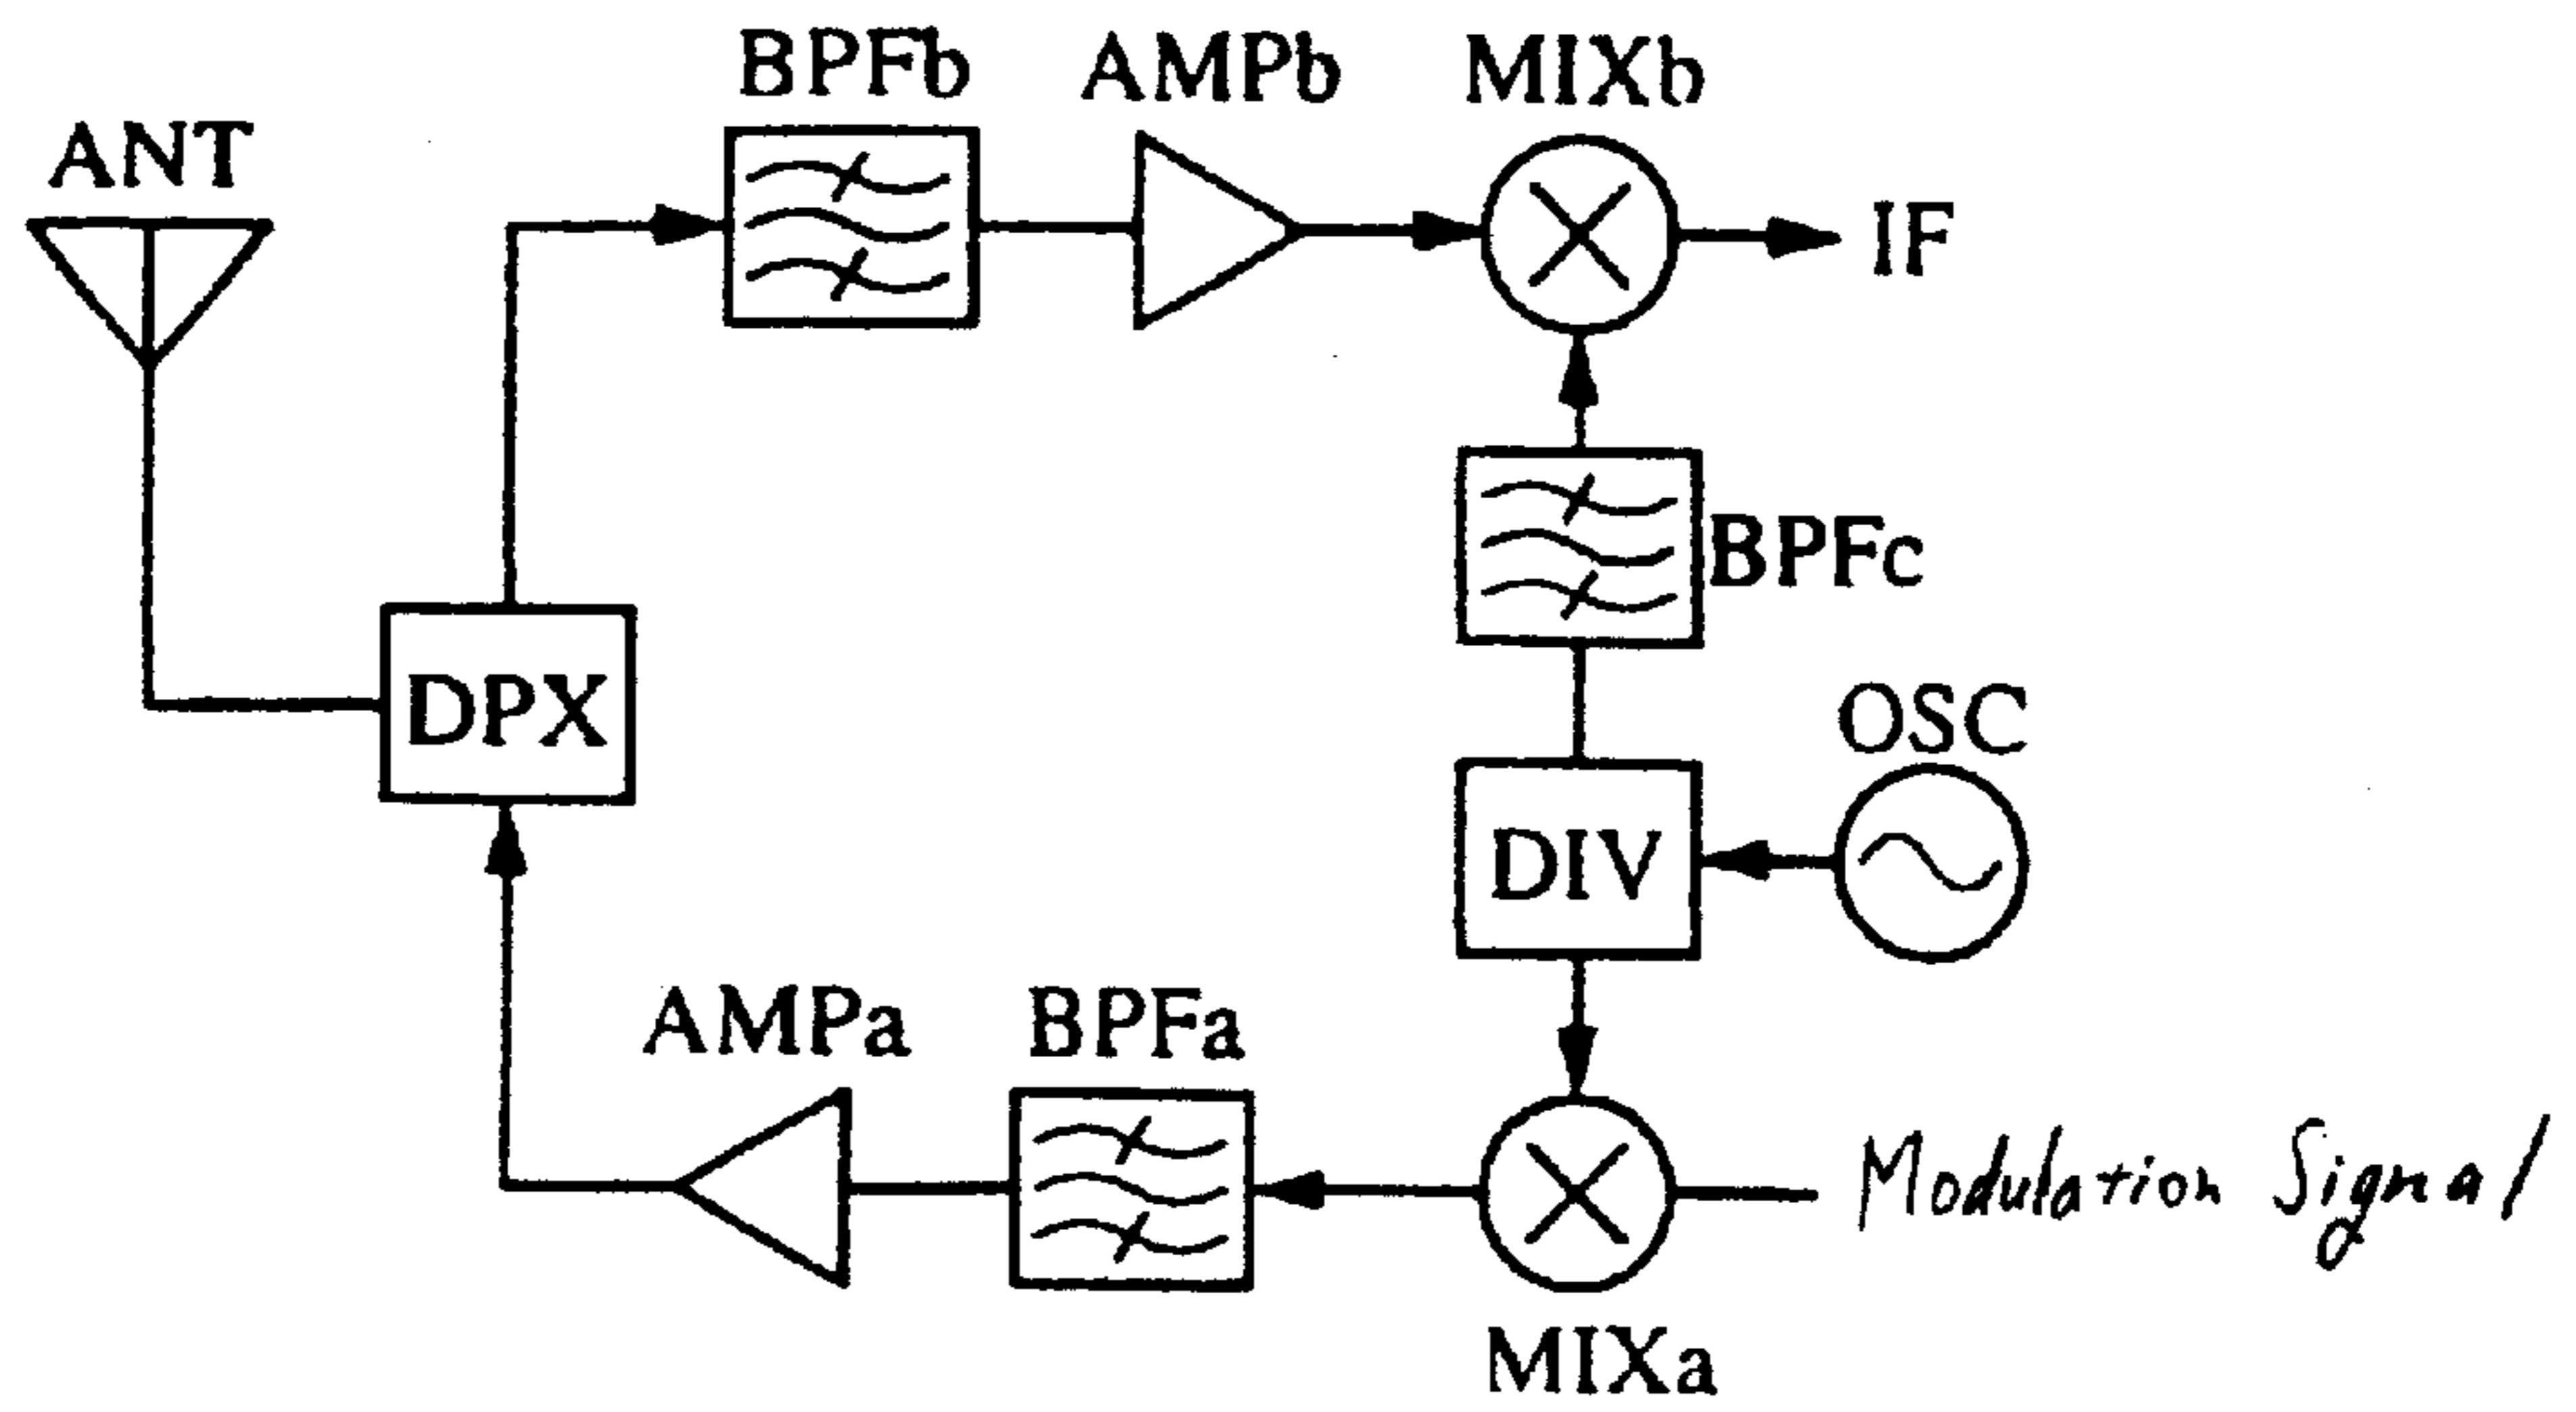 BPFb AMPb MIXb
ANT
IF
BPFc
DPX
OSC
DIV
AMPa BPFa
Modulation Signal
MIXa